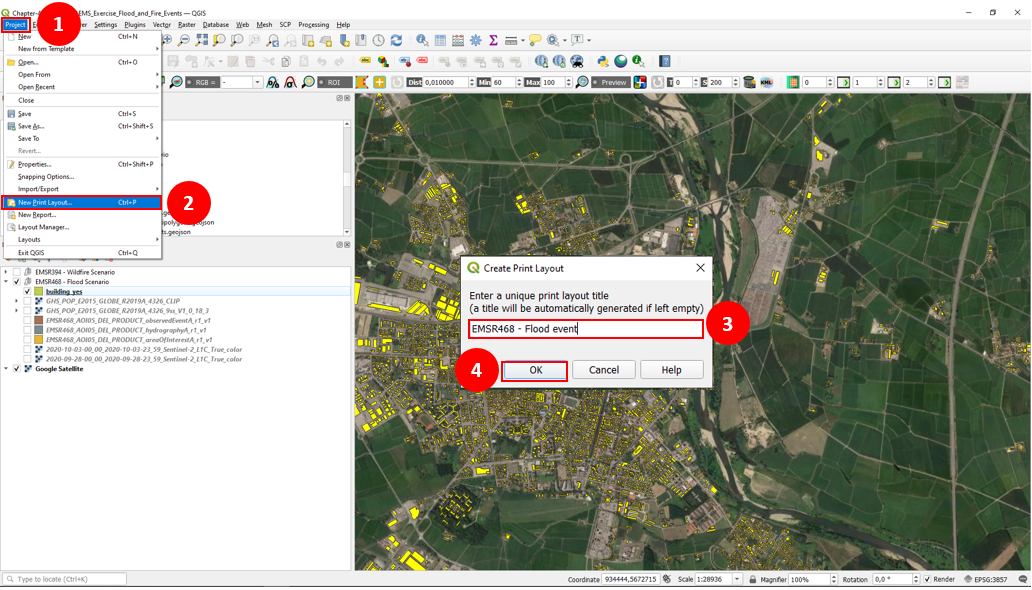 Chapter-4 EMS_Exercise_Flood_and_Fire_Events — QGIS
Project Settings Plugins Vector Raster Database Web Mesh SCP Processing Help
1
New Ctrl+N
New from Template
Open... Ctrl+O
Open From
Open Recent
Close
Save Ctrl+S
Save As... Ctrl+Shift+S
Save To
Revert...
Properties... Ctrl+Shift+P
Snapping Options...
Import/Export
New Print Layout... Ctrl+P
2
New Report...
Layout Manager...
Layouts
Exit QGIS Ctrl+Q
RGB = - ROI Dist 0,010000 Min 60 Max 100 Preview T 0 S 200 KML 0 1 2
.geojson
ts.geojson
EMSR394 - Wildfire Scenario
EMSR468 - Flood Scenario
building_yes
GHS_POP_E2015_GLOBE_R2019A_4326_CLIP
GHS_POP_E2015_GLOBE_R2019A_4326_9ss_V1_0_18_3
EMSR468_AOI05_DEL_PRODUCT_observedEventA_r1_v1
EMSR468_AOI05_DEL_PRODUCT_hydrographyA_r1_v1
EMSR468_AOI05_DEL_PRODUCT_areaOfInterestA_r1_v1
2020-10-03-00_00_2020-10-03-23_59_Sentinel-2_L1C_True_color
2020-09-28-00_00_2020-09-28-23_59_Sentinel-2_L1C_True_color
Google Satellite
Create Print Layout
Enter a unique print layout title
(a title will be automatically generated if left empty)
EMSR468 - Flood event
3
4
OK Cancel Help
Type to locate (Ctrl+K)
Coordinate 934444,5672715 Scale 1:28936 Magnifier 100% Rotation 0,0 ° Render EPSG:3857